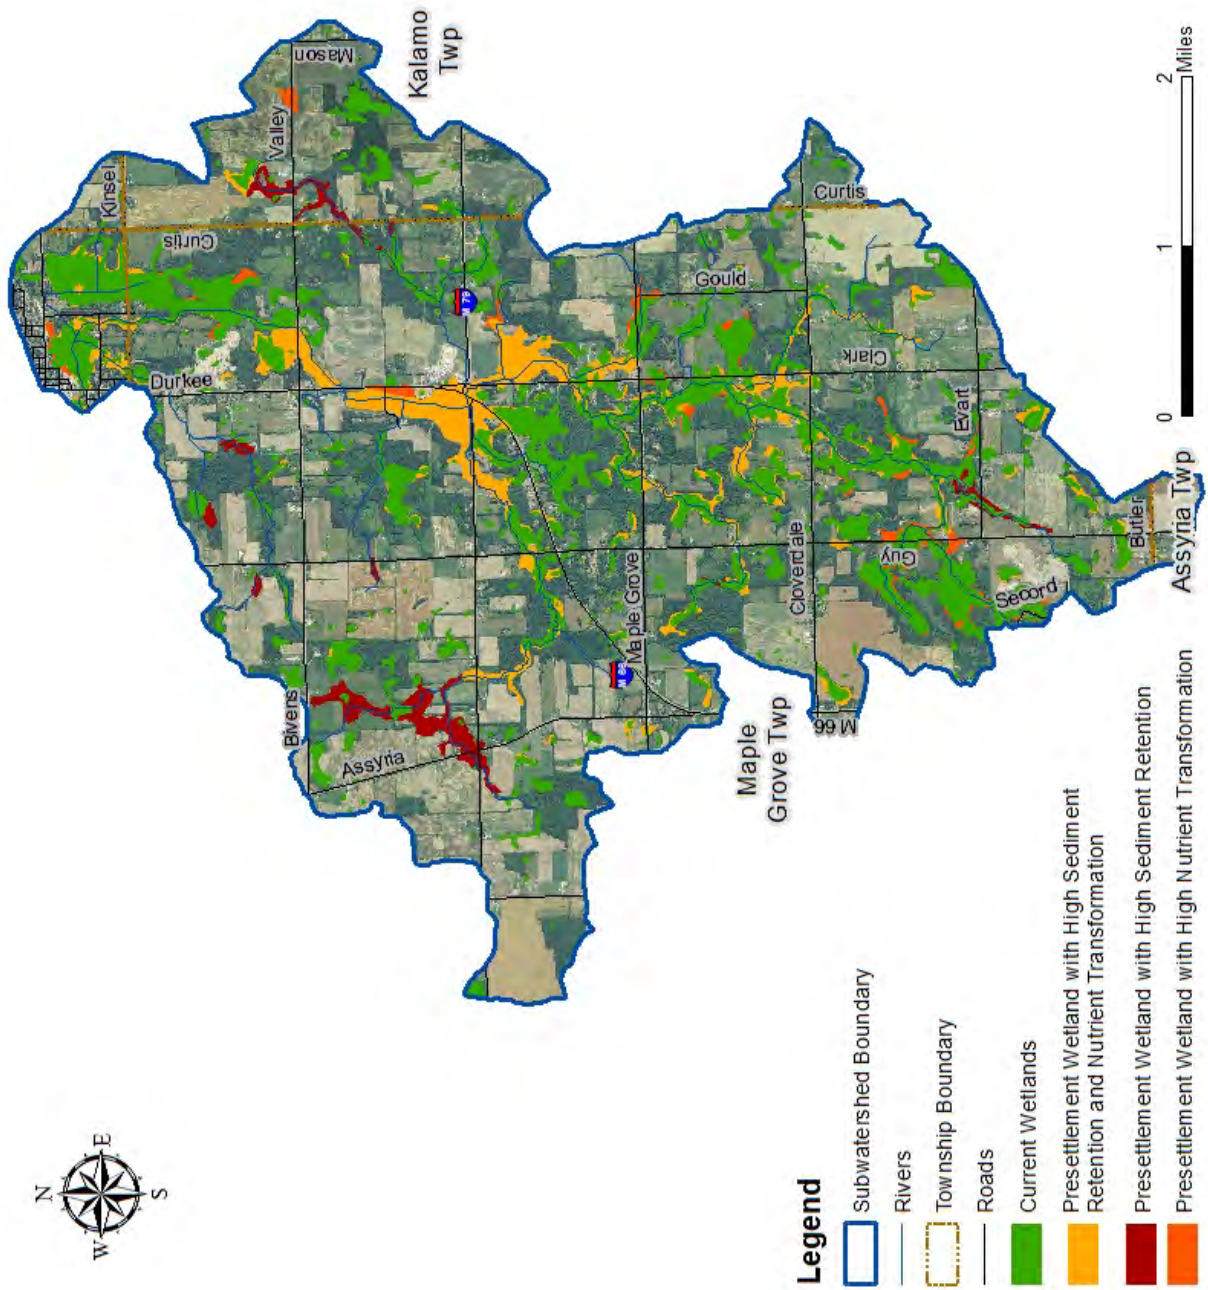 N
W
E
S
Kinsel
Curtis
Valley
Mason
Kalamo
Twp
Durkee
M 79
Bivens
Assyria
Gould
Curtis
Clark
Maple Grove
M 66
Cloverdale
Evart
Guy
Secord
Butler
M 66
Maple
Grove Twp
Assyria Twp
0
1
2
Miles
Legend
Subwatershed Boundary
Rivers
Township Boundary
Roads
Current Wetlands
Presettlement Wetland with High Sediment
Retention and Nutrient Transformation
Presettlement Wetland with High Sediment Retention
Presettlement Wetland with High Nutrient Transformation